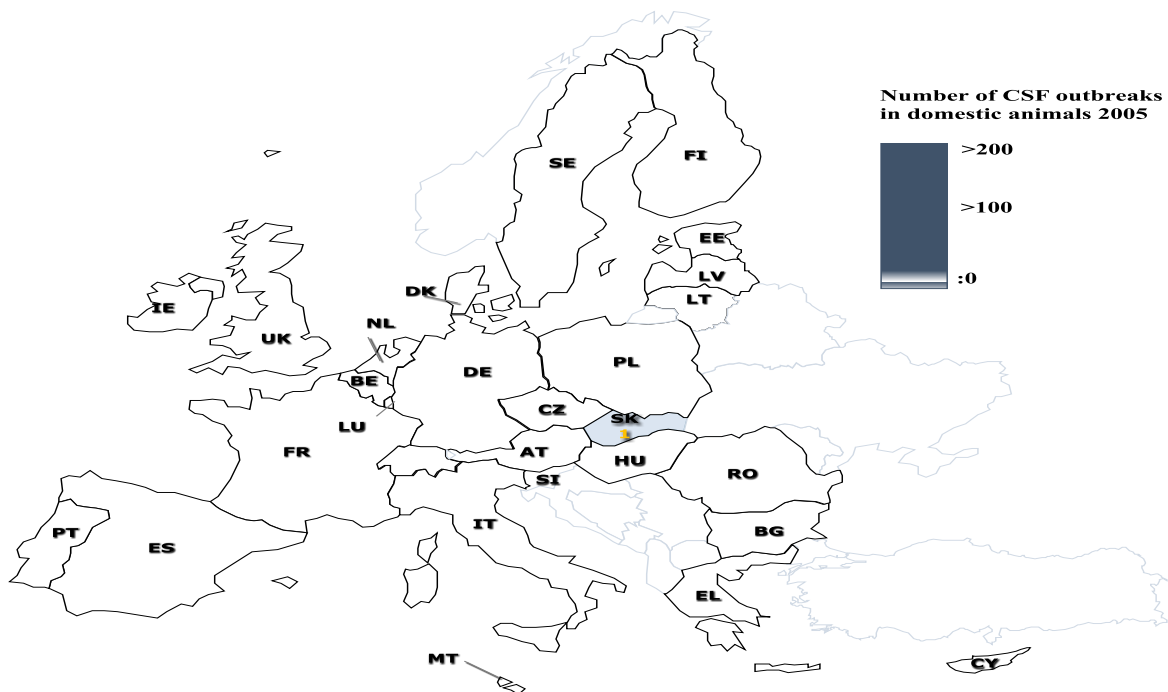 Number of CSF outbreaks
in domestic animals 2005
>200
>100
:0
SE
FI
EE
LV
LT
DK
IE
UK
NL
BE
DE
PL
LU
CZ
SK
1
FR
AT
HU
SI
RO
PT
ES
IT
BG
EL
MT
CY